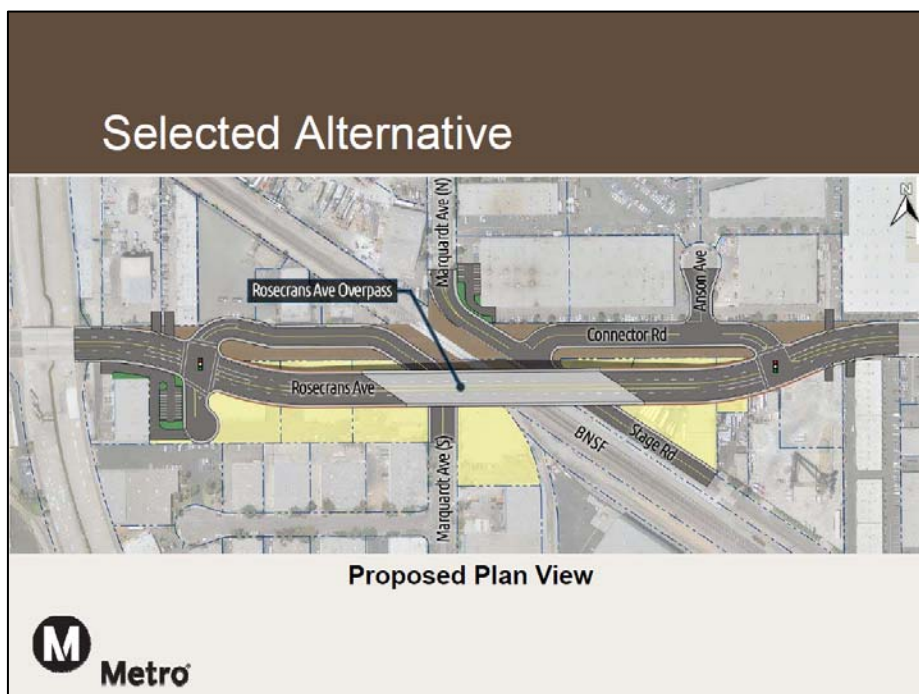 Selected Alternative
Marquardt Ave (N)
N
Rosecrans Ave Overpass
Anson Ave
Connector Rd
Rosecrans Ave
Marquardt Ave (S)
BNSF
Stage Rd
Proposed Plan View
M
Metro